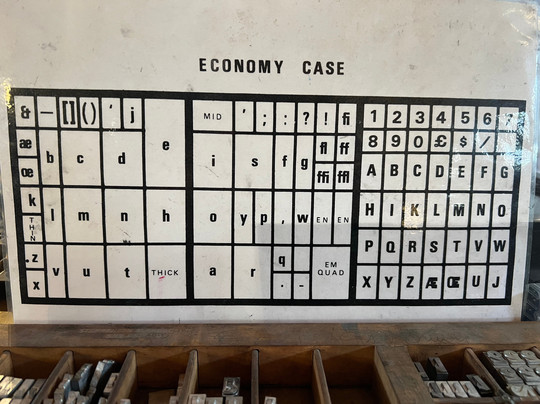 ECONOMY CASE
& — [] () ‘ j e MID ’ ; : ? ! fi 1 2 3 4 5 6 7
æ b c d i s f g fl ff 8 9 0 £ $ /
œ ffi ffl A B C D E F G
k l m n h o y p , w EN EN H I K L M N O
THIN
z v u t THICK a r q EM QUAD P Q R S T V W
x . - X Y Z Æ Œ U J